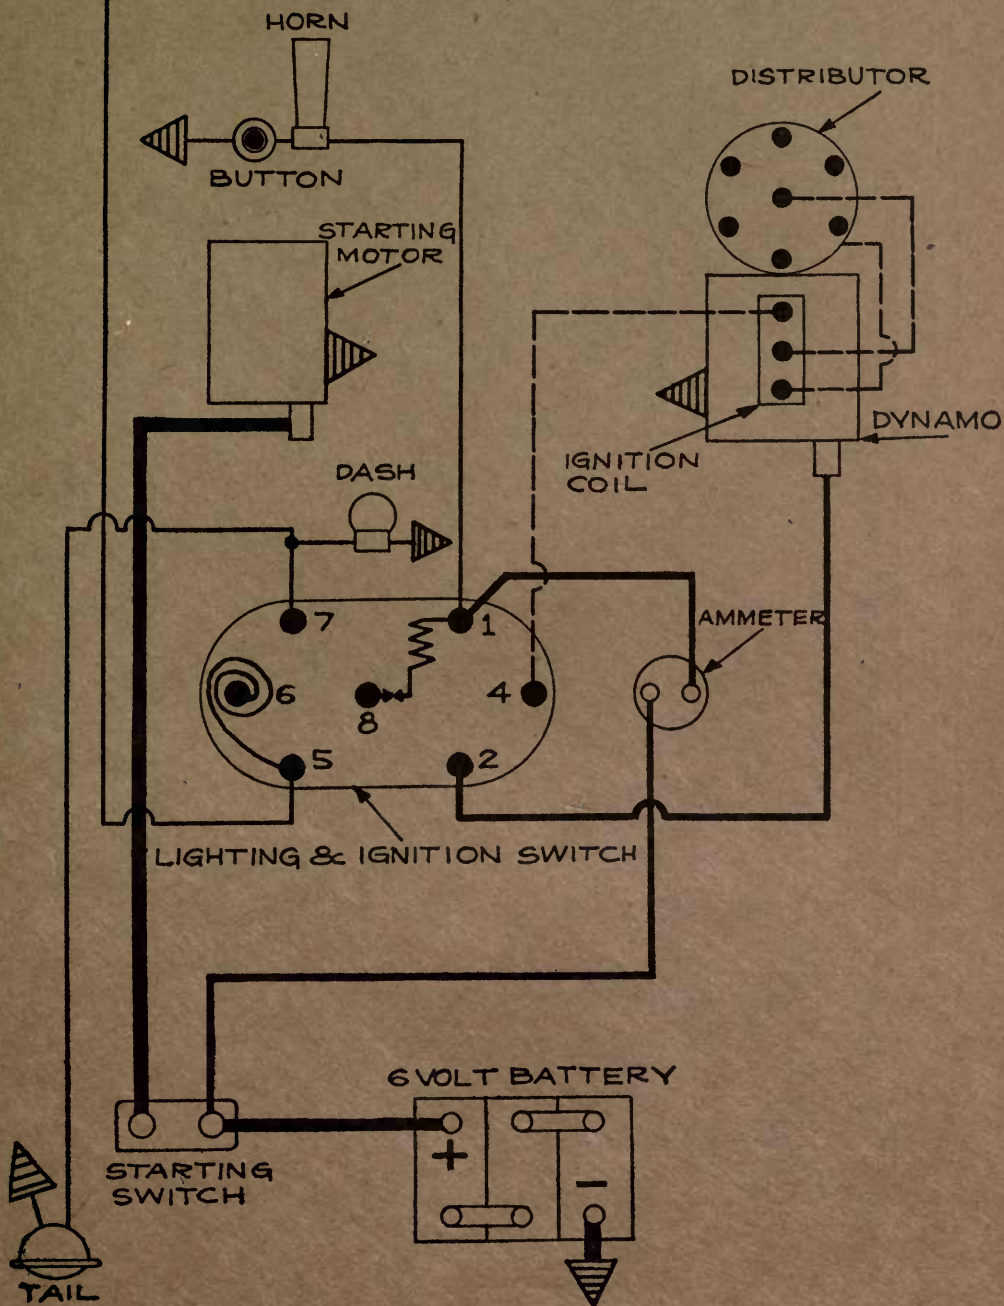 HORN
DISTRIBUTOR
BUTTON
STARTING
MOTOR
DYNAMO
IGNITION
COIL
DASH
7
1
AMMETER
6
8
4
5
2
LIGHTING & IGNITION SWITCH
6 VOLT BATTERY
+
−
STARTING
SWITCH
TAIL